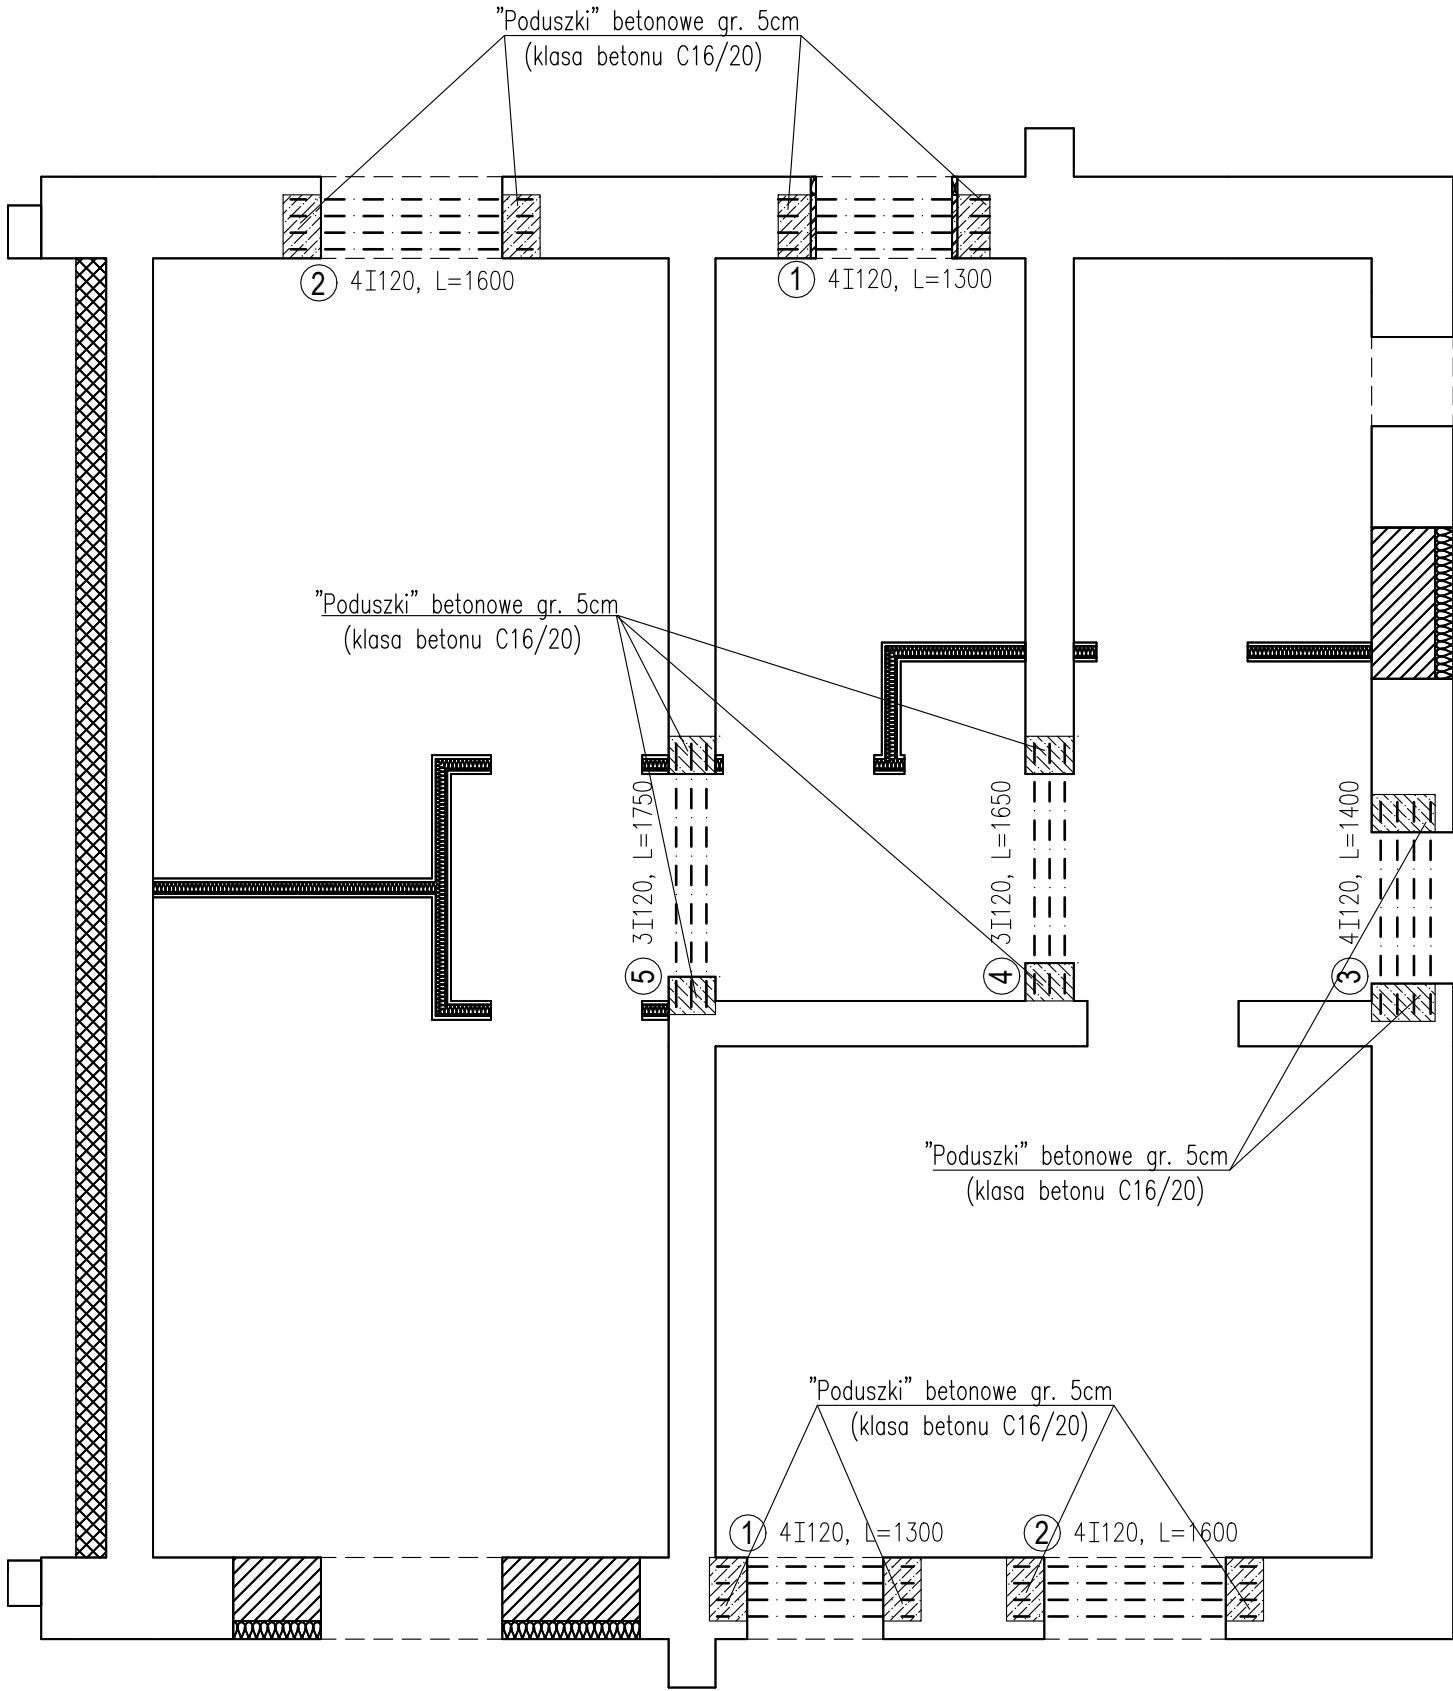 "Poduszki" betonowe gr. 5cm
(klasa betonu C16/20)
2 4I120, L=1600
1 4I120, L=1300
"Poduszki" betonowe gr. 5cm
(klasa betonu C16/20)
5 3I120, L=1750
4 3I120, L=1650
3 4I120, L=1400
"Poduszki" betonowe gr. 5cm
(klasa betonu C16/20)
"Poduszki" betonowe gr. 5cm
(klasa betonu C16/20)
1 4I120, L=1300
2 4I120, L=1600